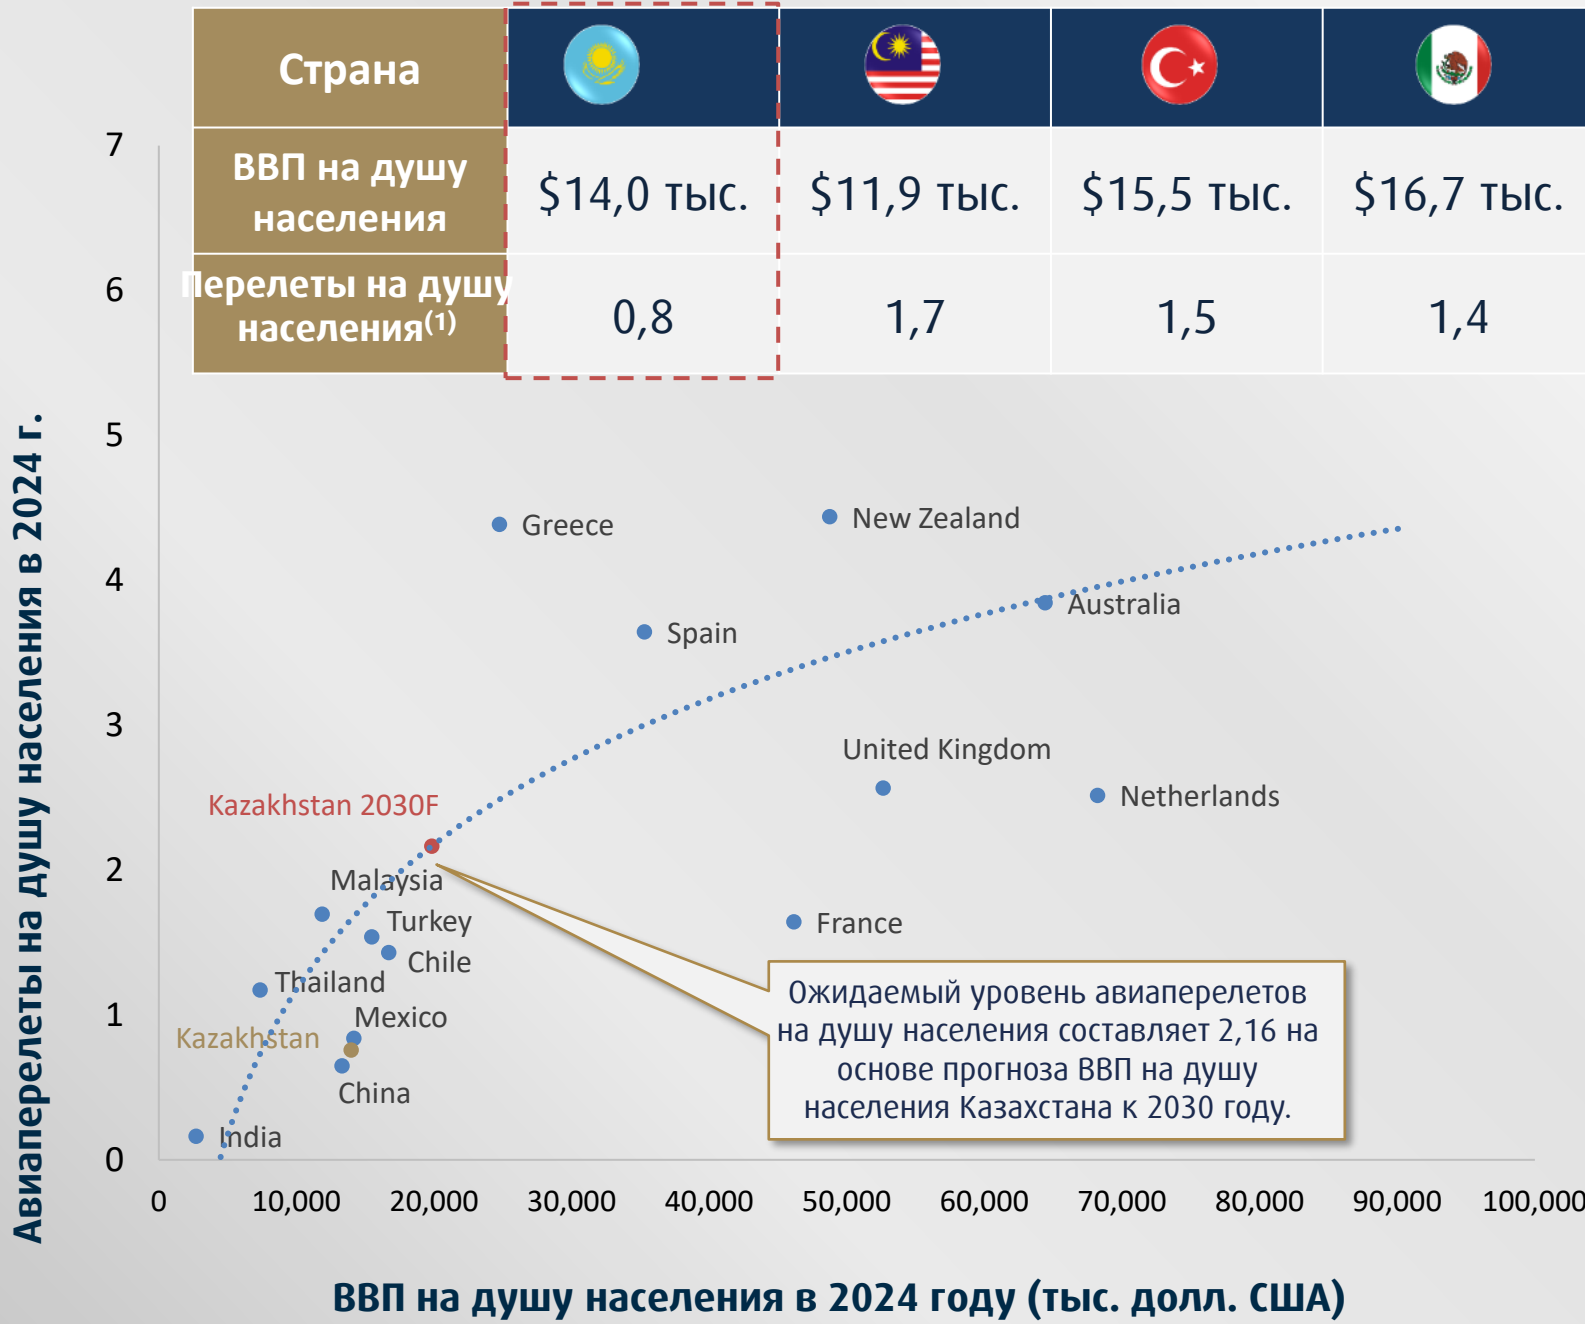 Страна
ВВП на душу
населения
$14,0 тыс.
$11,9 тыс.
$15,5 тыс.
$16,7 тыс.
Перелеты на душу
населения(1)
0,8
1,7
1,5
1,4
Авиаперелеты на душу населения в 2024 г.
7
6
5
4
3
2
1
0
Greece
New Zealand
Spain
Australia
United Kingdom
Netherlands
Kazakhstan 2030F
Malaysia
Turkey
Chile
France
Thailand
Mexico
Kazakhstan
China
India
Ожидаемый уровень авиаперелетов
на душу населения составляет 2,16 на
основе прогноза ВВП на душу
населения Казахстана к 2030 году.
0
10,000
20,000
30,000
40,000
50,000
60,000
70,000
80,000
90,000
100,000
ВВП на душу населения в 2024 году (тыс. долл. США)